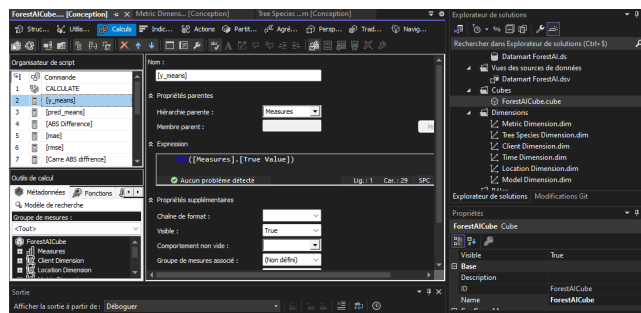 ForestAICube.... [Conception]
Metric Dimens... [Conception]
Tree Species ...m [Conception]
Struc...
Utilis...
Calculs
Indic...
Actions
Partit...
Agré...
Persp...
Trad...
Navig...
Organisateur de script
Commande
1 CALCULATE
2 [y_means]
3 [pred_means]
4 [ABS Difference]
5 [mae]
6 [rmse]
7 [Carre ABS diffrence]
Outils de calcul
Métadonnées
Fonctions
Modèle de recherche
Groupe de mesures :
<Tout>
ForestAICube
Measures
Client Dimension
Location Dimension
Nom :
[y_means]
Propriétés parentes
Hiérarchie parente :
Measures
Membre parent :
Expression
([Measures].[True Value])
Aucun problème détecté
Lig. : 1
Car. : 29
SPC
Propriétés supplémentaires
Chaîne de format :
Visible :
True
Comportement non vide :
Groupe de mesures associé :
(Non défini)
Sortie
Afficher la sortie à partir de :
Déboguer
Explorateur de solutions
Rechercher dans Explorateur de solutions (Ctrl+$)
Datamart ForestAI.ds
Vues des sources de données
Datamart ForestAI.dsv
Cubes
ForestAICube.cube
Dimensions
Metric Dimension.dim
Tree Species Dimension.dim
Client Dimension.dim
Time Dimension.dim
Location Dimension.dim
Model Dimension.dim
Explorateur de solutions
Modifications Git
Propriétés
ForestAICube Cube
Visible
True
Base
Description
ID
ForestAICube
Name
ForestAICube